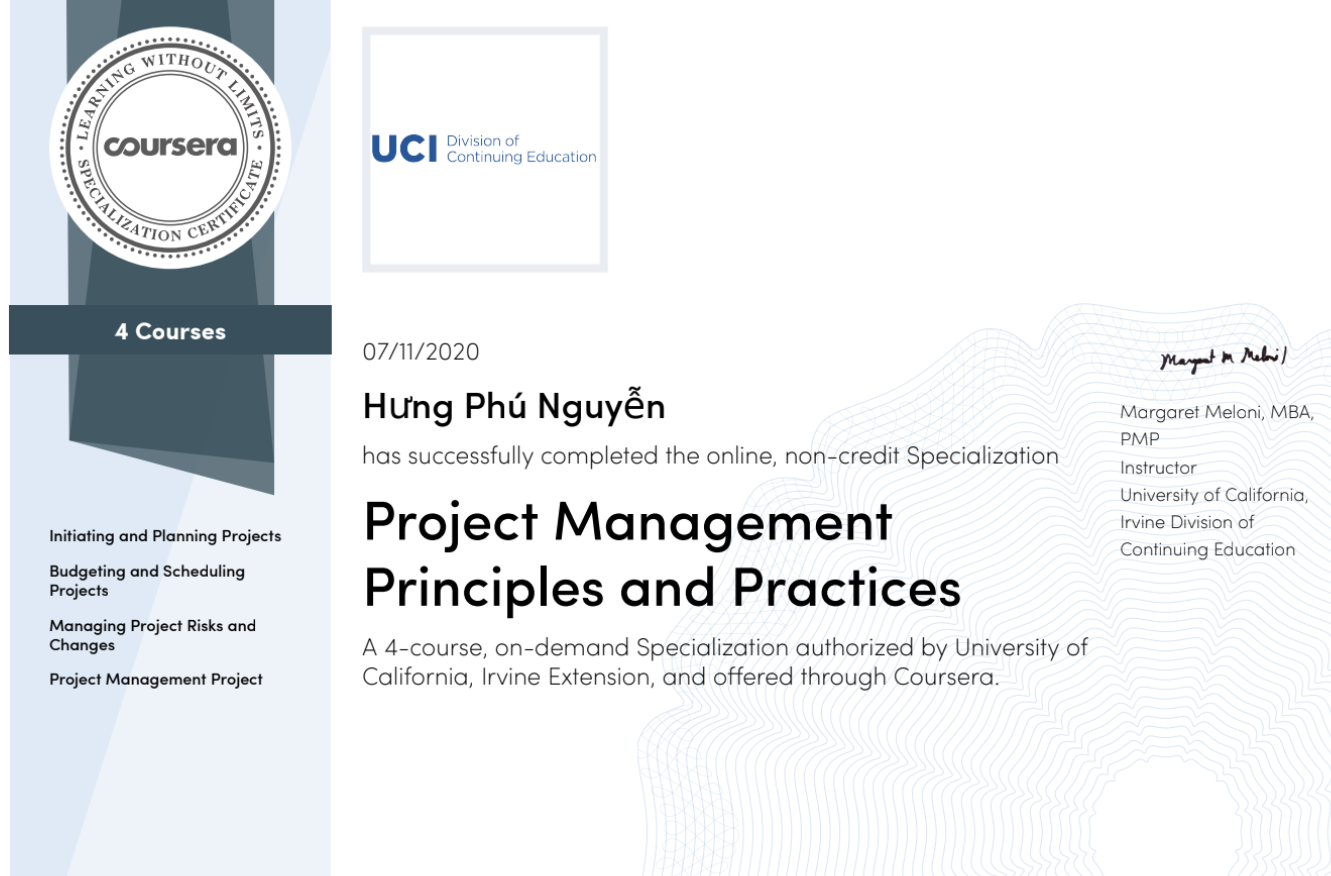 LEARNING WITHOUT LIMITS
coursera
SPECIALIZATION CERTIFICATE
4 Courses
Initiating and Planning Projects
Budgeting and Scheduling
Projects
Managing Project Risks and
Changes
Project Management Project
UCI Division of
Continuing Education
07/11/2020
Hưng Phú Nguyễn
has successfully completed the online, non-credit Specialization
Project Management
Principles and Practices
A 4-course, on-demand Specialization authorized by University of
California, Irvine Extension, and offered through Coursera.
Margaret M Meloni
Margaret Meloni, MBA,
PMP
Instructor
University of California,
Irvine Division of
Continuing Education